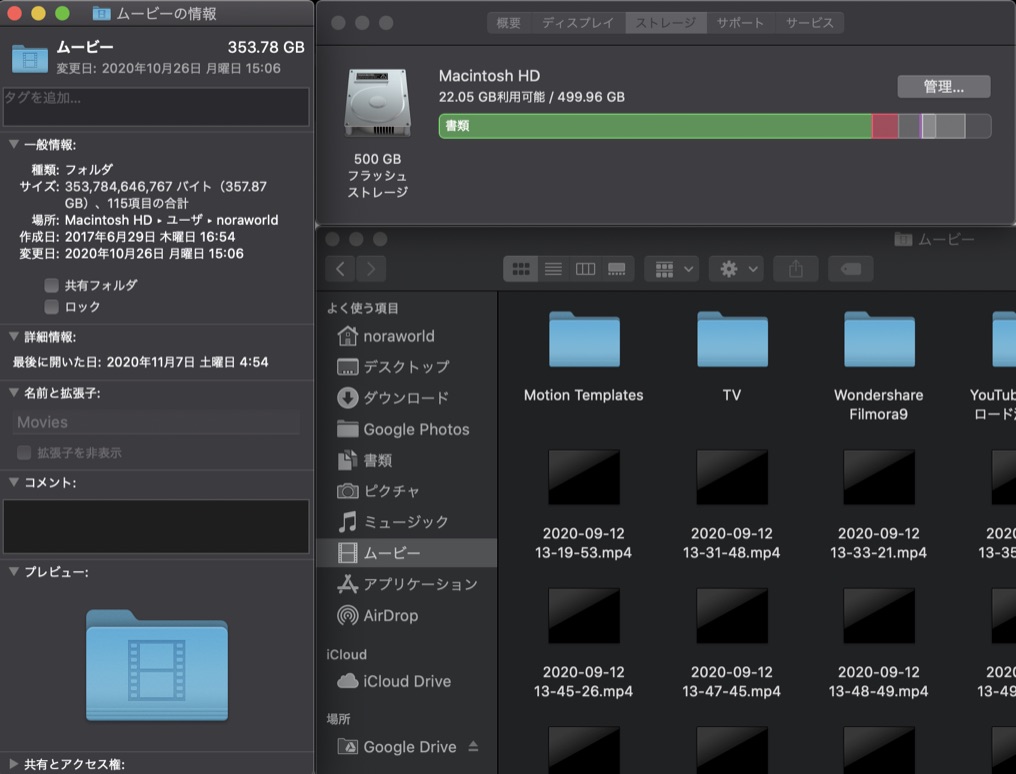 ムービーの情報
ムービー
353.78 GB
変更日: 2020年10月26日 月曜日 15:06
タグを追加...
一般情報:
種類: フォルダ
サイズ: 353,784,646,767 バイト（357.87
GB）、115項目の合計
場所: Macintosh HD ▸ ユーザ ▸ noraworld
作成日: 2017年6月29日 木曜日 16:54
変更日: 2020年10月26日 月曜日 15:06
共有フォルダ
ロック
詳細情報:
最後に開いた日: 2020年11月7日 土曜日 4:54
名前と拡張子:
Movies
拡張子を非表示
コメント:
プレビュー:
共有とアクセス権:
概要 ディスプレイ ストレージ サポート サービス
Macintosh HD
22.05 GB利用可能 / 499.96 GB
管理...
書類
500 GB
フラッシュ
ストレージ
ムービー
よく使う項目
noraworld
デスクトップ
ダウンロード
Google Photos
書類
ピクチャ
ミュージック
ムービー
アプリケーション
AirDrop
iCloud
iCloud Drive
場所
Google Drive
Motion Templates
TV
Wondershare
Filmora9
YouTub
ロード
2020-09-12
13-19-53.mp4
2020-09-12
13-31-48.mp4
2020-09-12
13-33-21.mp4
202
13-35
2020-09-12
13-45-26.mp4
2020-09-12
13-47-45.mp4
2020-09-12
13-48-49.mp4
202
13-49